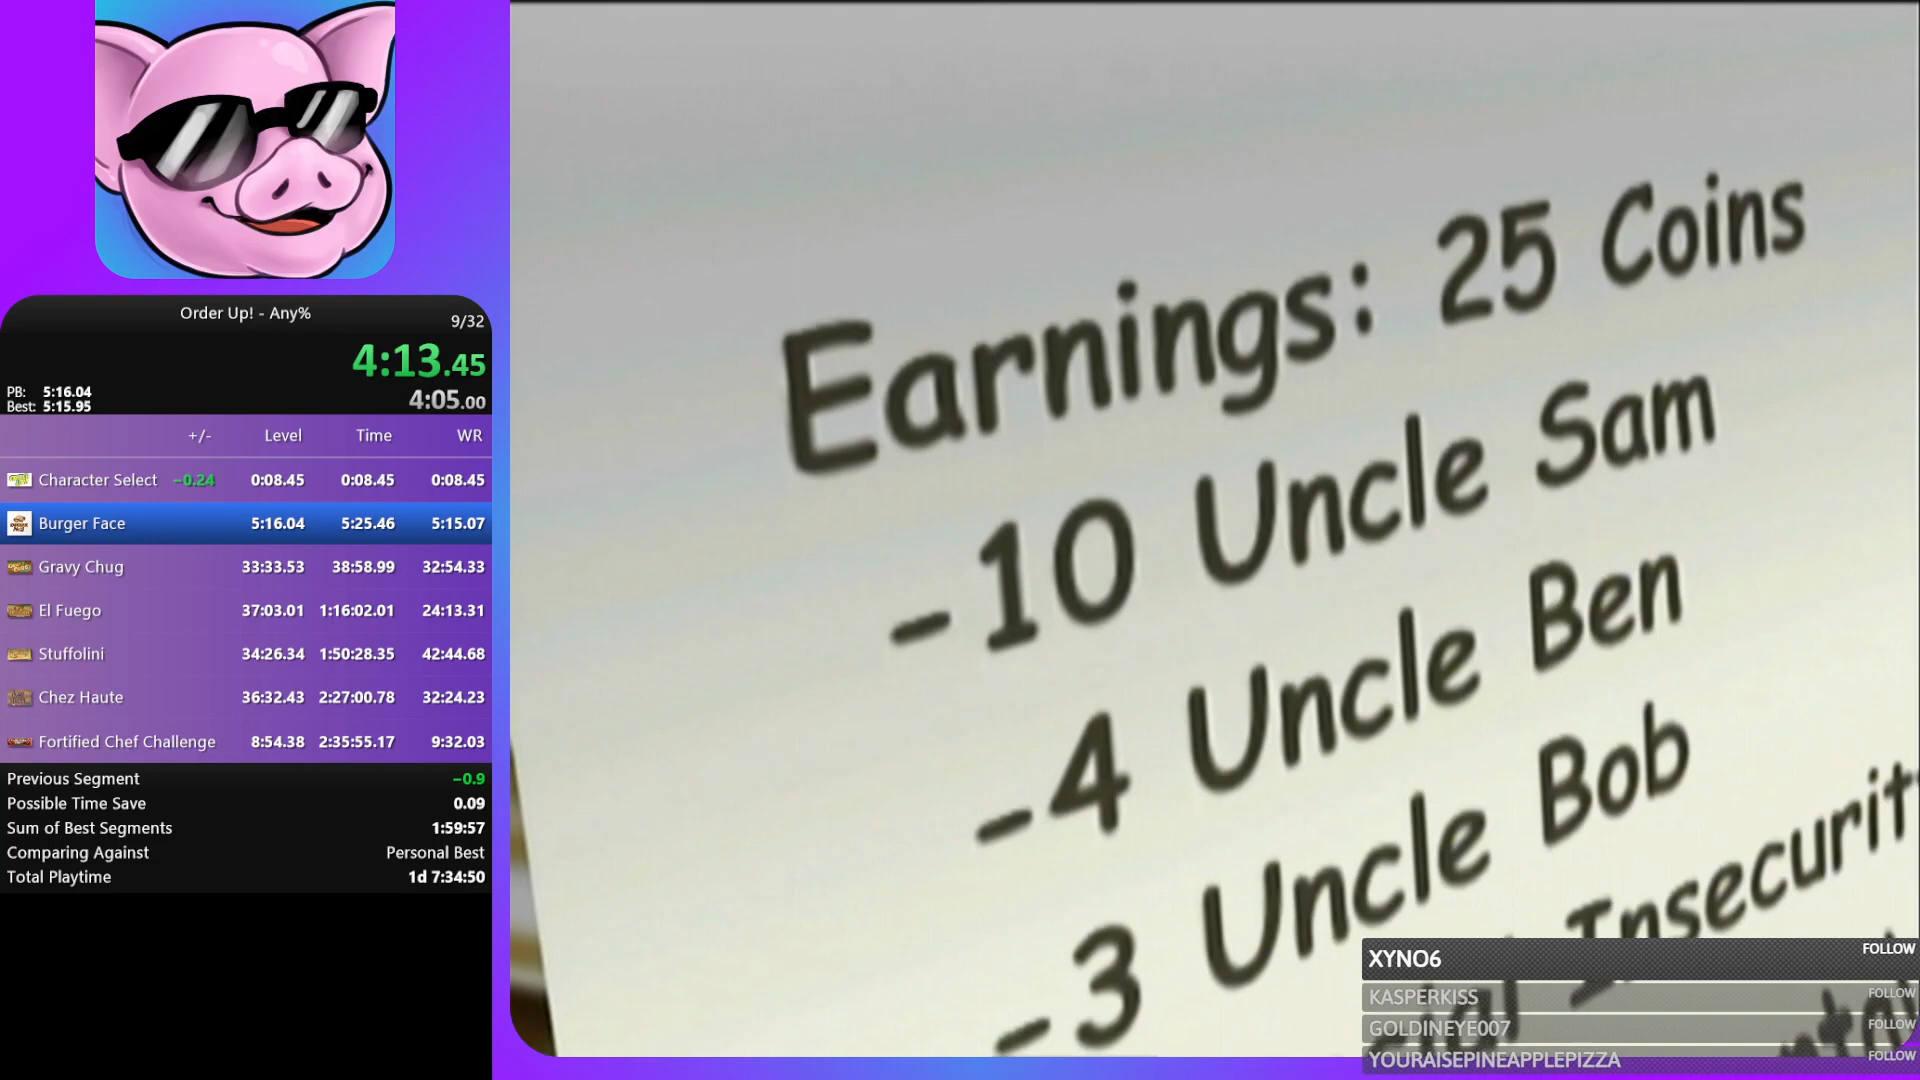 Order Up! - Any%
9/32
4:13.45
PB: 5:16.04
Best: 5:15.95
4:05.00
+/- Level Time WR
Character Select -0.24 0:08.45 0:08.45 0:08.45
Burger Face 5:16.04 5:25.46 5:15.07
Gravy Chug 33:33.53 38:58.99 32:54.33
El Fuego 37:03.01 1:16:02.01 24:13.31
Stuffolini 34:26.34 1:50:28.35 42:44.68
Chez Haute 36:32.43 2:27:00.78 32:24.23
Fortified Chef Challenge 8:54.38 2:35:55.17 9:32.03
Previous Segment -0.9
Possible Time Save 0.09
Sum of Best Segments 1:59:57
Comparing Against Personal Best
Total Playtime 1d 7:34:50
Earnings: 25 Coins
-10 Uncle Sam
-4 Uncle Ben
-3 Uncle Bob
Insecurit
XYNO6 FOLLOW
KASPERKISS FOLLOW
GOLDINEYE007 FOLLOW
YOURAISEPINEAPPLEPIZZA FOLLOW